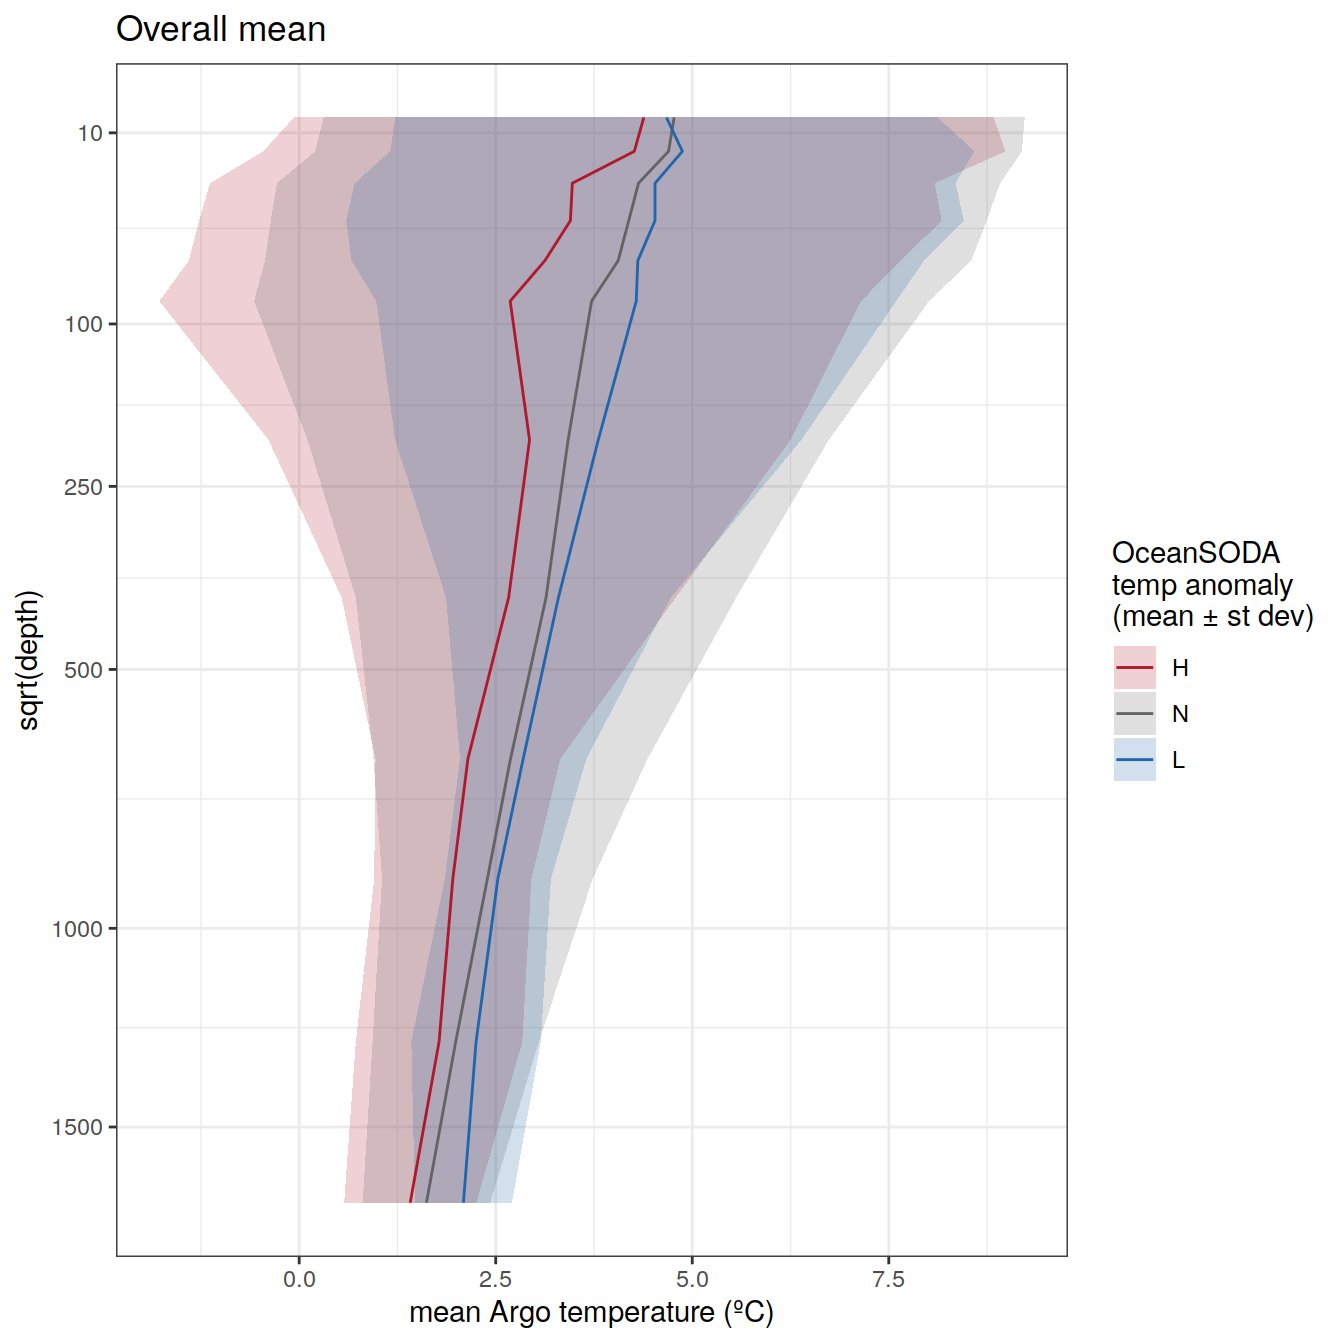 Overall mean
10
100
250
500
1000
1500
sqrt(depth)
0.0 2.5 5.0 7.5
mean Argo temperature (ºC)
OceanSODA
temp anomaly
(mean ± st dev)
H
N
L